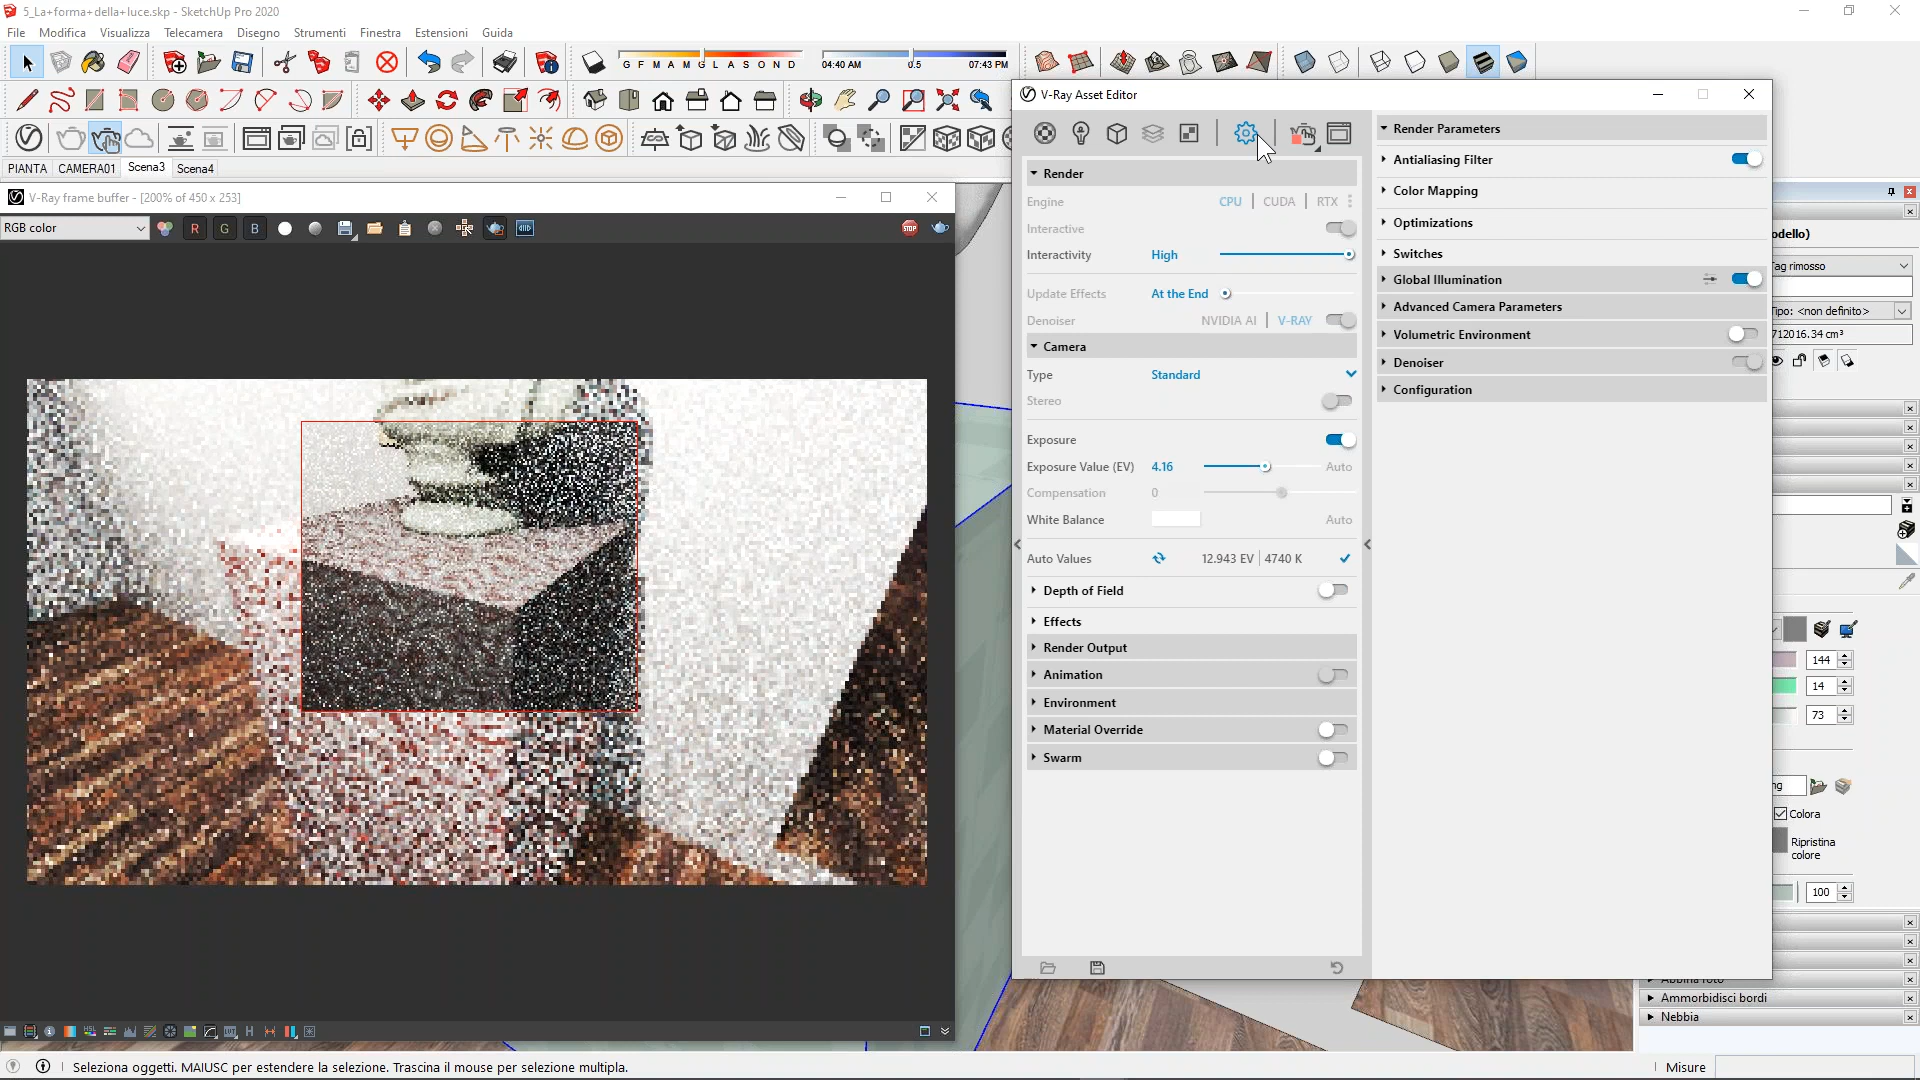 5_La+forma+della+luce.skp - SketchUp Pro 2020
File Modifica Visualizza Telecamera Disegno Strumenti Finestra Estensioni Guida
G F M A M G L A S O N D
04:40 AM 0.5 07:43 PM
PIANTA CAMERA01 Scena3 Scena4
V-Ray frame buffer - [200% of 450 x 253]
RGB color
R G B
STOP
V-Ray Asset Editor
Render
Engine CPU CUDA RTX
Interactive
Interactivity High
Update Effects At the End
Denoiser NVIDIA AI V-RAY
Camera
Type Standard
Stereo
Exposure
Exposure Value (EV) 4.16 Auto
Compensation 0
White Balance Auto
Auto Values 12.943 EV 4740 K
Depth of Field
Effects
Render Output
Animation
Environment
Material Override
Swarm
Render Parameters
Antialiasing Filter
Color Mapping
Optimizations
Switches
Global Illumination
Advanced Camera Parameters
Volumetric Environment
Denoiser
Configuration
odello)
Tag rimosso
Tipo: <non definito>
712016.34 cm³
144
14
73
ng
Colora
Ripristina
colore
100
Abbina foto
Ammorbidisci bordi
Nebbia
Seleziona oggetti. MAIUSC per estendere la selezione. Trascina il mouse per selezione multipla.
Misure